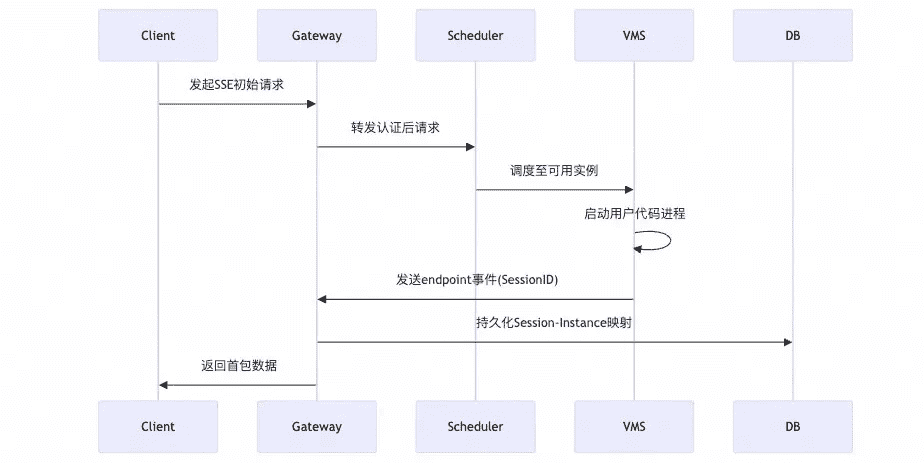 Client
Gateway
Scheduler
VMS
DB
发起SSE初始请求
转发认证后请求
调度至可用实例
启动用户代码进程
发送endpoint事件(SessionID)
持久化Session-Instance映射
返回首包数据
Client
Gateway
Scheduler
VMS
DB